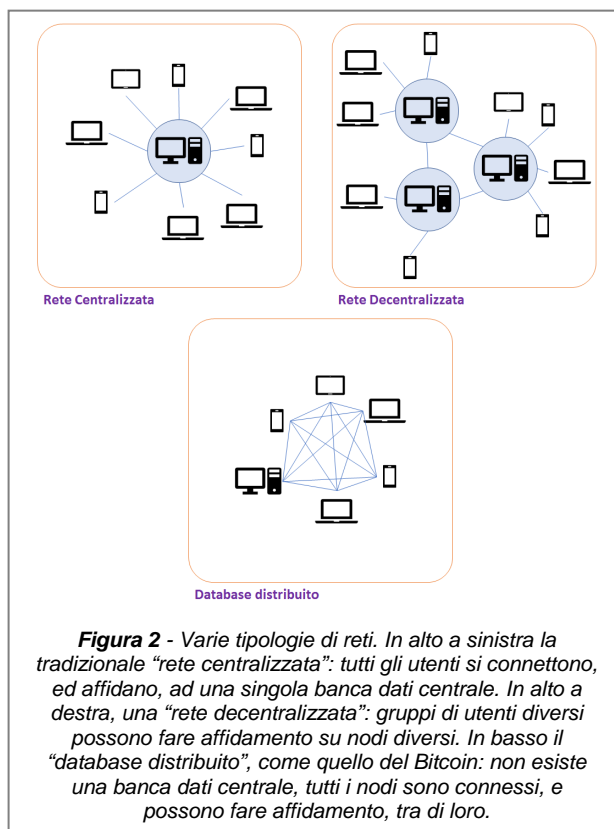 Rete Centralizzata
Rete Decentralizzata
Database distribuito
Figura 2 - Varie tipologie di reti. In alto a sinistra la
tradizionale “rete centralizzata”: tutti gli utenti si connettono,
ed affidano, ad una singola banca dati centrale. In alto a
destra, una “rete decentralizzata”: gruppi di utenti diversi
possono fare affidamento su nodi diversi. In basso il
“database distribuito”, come quello del Bitcoin: non esiste
una banca dati centrale, tutti i nodi sono connessi, e
possono fare affidamento, tra di loro.